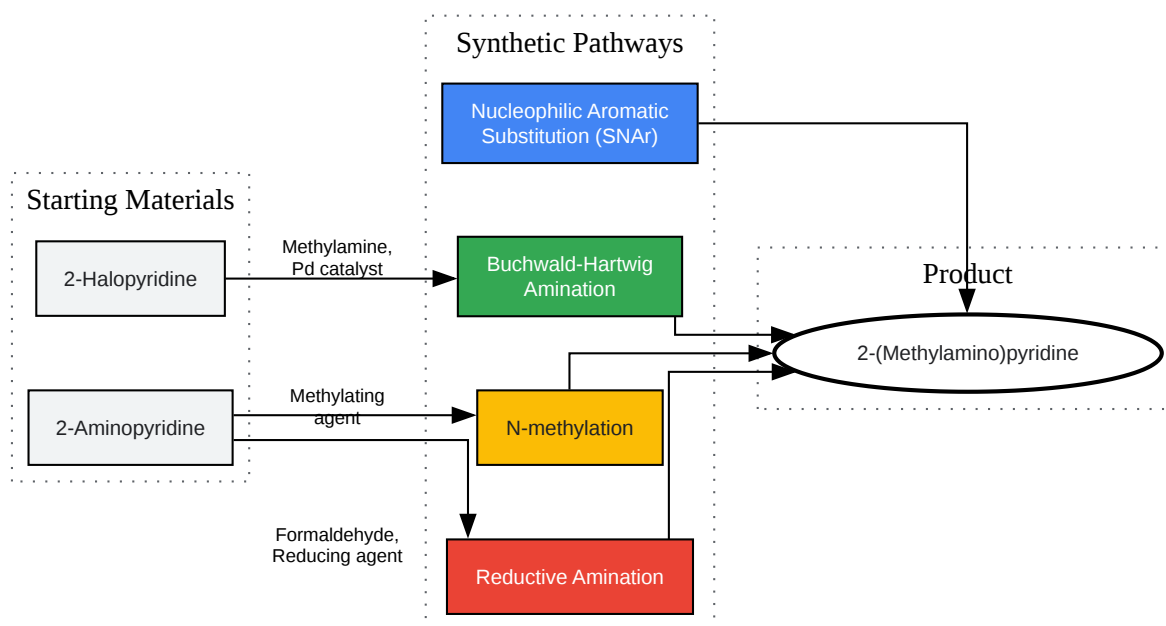 Synthetic Pathways
Nucleophilic Aromatic
Substitution (SNAr)
Starting Materials
2-Halopyridine
Methylamine,
Pd catalyst
Buchwald-Hartwig
Amination
Product
2-(Methylamino)pyridine
2-Aminopyridine
Methylating
agent
N-methylation
Formaldehyde,
Reducing agent
Reductive Amination